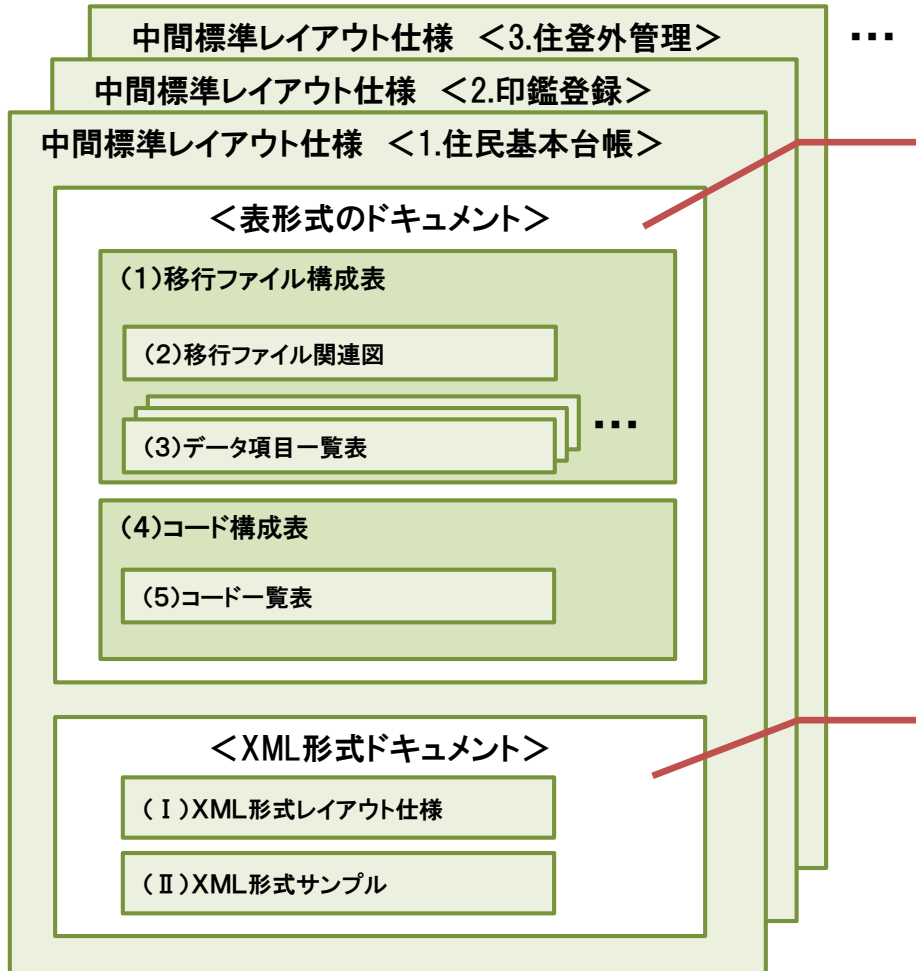 中間標準レイアウト仕様 <3.住登外管理>
…
中間標準レイアウト仕様 <2.印鑑登録>
中間標準レイアウト仕様 <1.住民基本台帳>
<表形式のドキュメント>
(1)移行ファイル構成表
(2)移行ファイル関連図
…
(3)データ項目一覧表
(4)コード構成表
(5)コード一覧表
<XML形式ドキュメント>
(Ⅰ)XML形式レイアウト仕様
(Ⅱ)XML形式サンプル